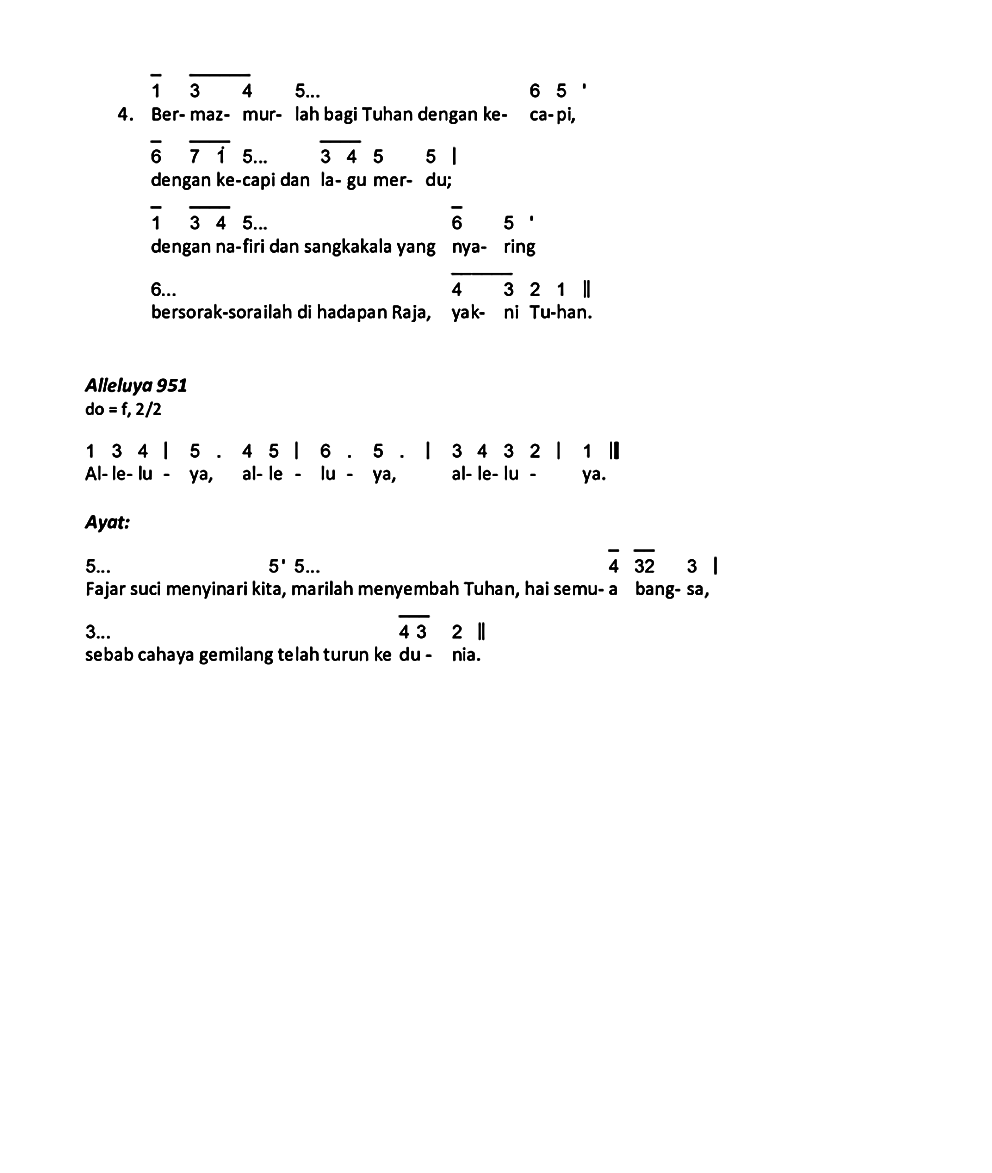 1 3 4 5... 6 5 '
4. Ber- maz- mur- lah bagi Tuhan dengan ke- ca- pi,
6 7 1̇ 5... 3 4 5 5 |
dengan ke-capi dan la- gu mer- du;
1 3 4 5... 6 5 '
dengan na-firi dan sangkakala yang nya- ring
6... 4 3 2 1 ||
bersorak-sorailah di hadapan Raja, yak- ni Tu-han.
Alleluya 951
do = f, 2/2
1 3 4 | 5 . 4 5 | 6 . 5 . | 3 4 3 2 | 1 ||
Al- le- lu - ya, al- le - lu - ya, al- le- lu - ya.
Ayat:
5... 5 ' 5... 4 32 3 |
Fajar suci menyinari kita, marilah menyembah Tuhan, hai semu- a bang- sa,
3... 4 3 2 ||
sebab cahaya gemilang telah turun ke du - nia.